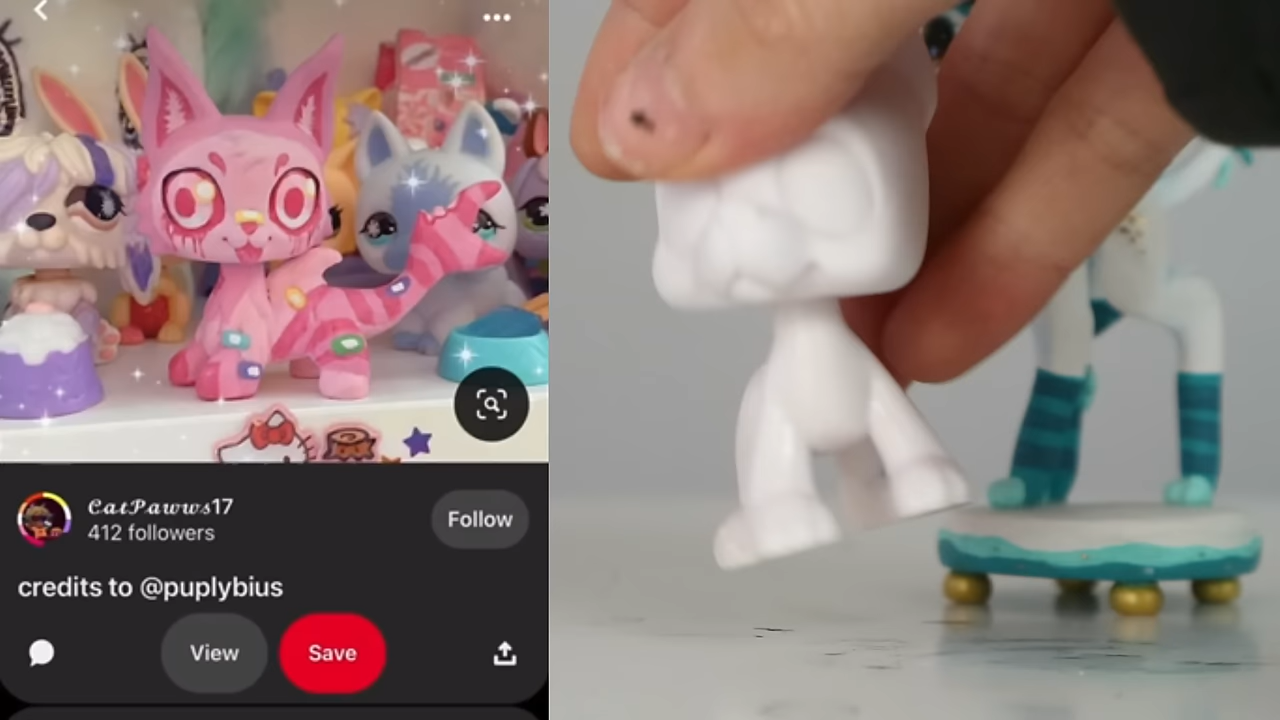 𝓒𝓪𝓽𝓟𝓪𝔀𝔀𝓼17
412 followers
Follow
credits to @puplybius
View
Save